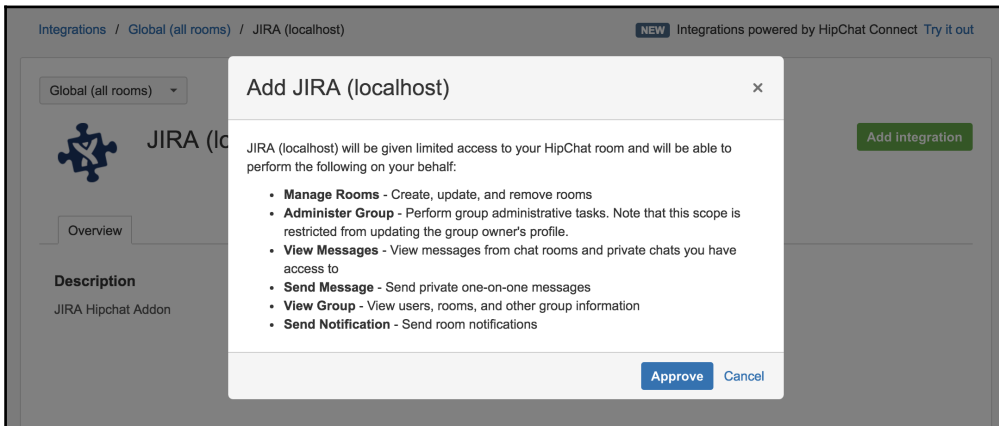 Integrations / Global (all rooms) / JIRA (localhost)
NEW Integrations powered by HipChat Connect Try it out
Global (all rooms)
JIRA (lo
Add integration
Overview
Description
JIRA Hipchat Addon
Add JIRA (localhost)
×
JIRA (localhost) will be given limited access to your HipChat room and will be able to
perform the following on your behalf:
• Manage Rooms - Create, update, and remove rooms
• Administer Group - Perform group administrative tasks. Note that this scope is
restricted from updating the group owner's profile.
• View Messages - View messages from chat rooms and private chats you have
access to
• Send Message - Send private one-on-one messages
• View Group - View users, rooms, and other group information
• Send Notification - Send room notifications
Approve Cancel